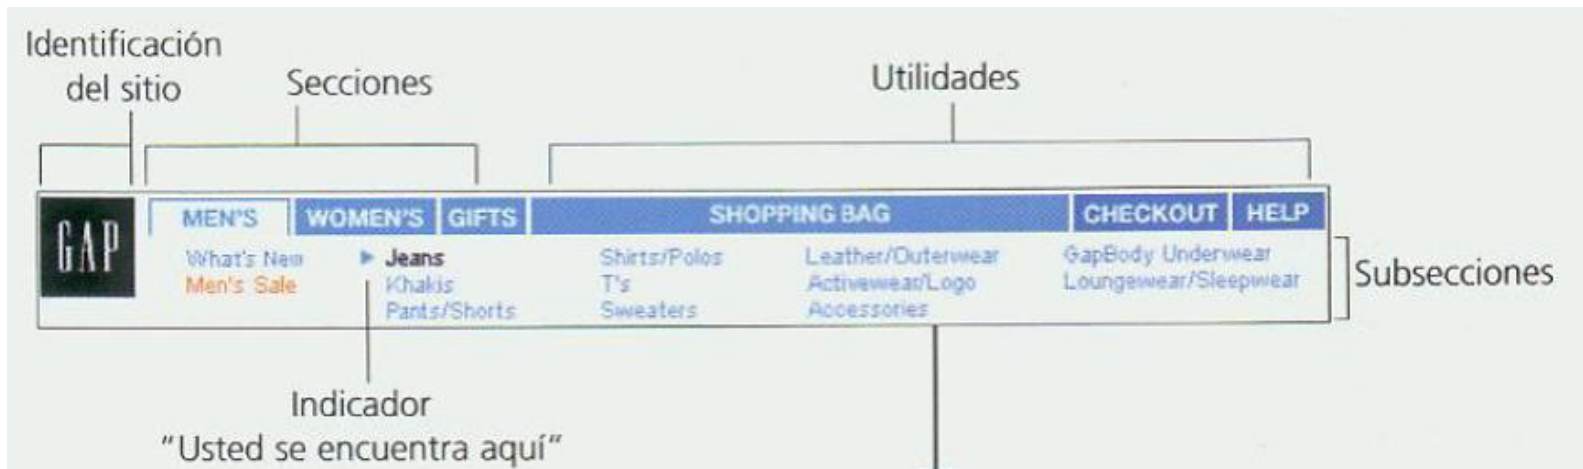 Identificación
del sitio
Secciones
Utilidades
GAP
MEN'S WOMEN'S GIFTS SHOPPING BAG CHECKOUT HELP
What's New Jeans Shirts/Polos Leather/Outerwear GapBody Underwear
Men's Sale Khakis T's Activewear/Logo Loungewear/Sleepwear
Pants/Shorts Sweaters Accessories
Subsecciones
Indicador
"Usted se encuentra aquí"